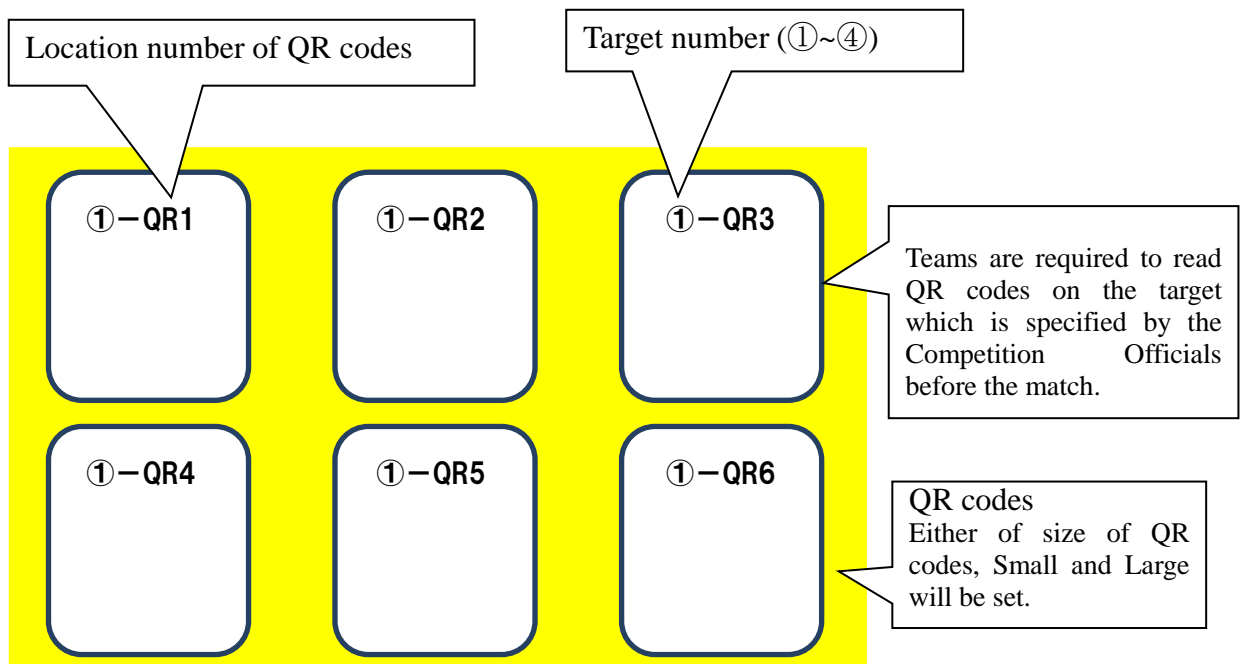 Location number of QR codes
Target number (①~④)
①－QR1
①－QR2
①－QR3
Teams are required to read
QR codes on the target
which is specified by the
Competition Officials
before the match.
①－QR4
①－QR5
①－QR6
QR codes
Either of size of QR
codes, Small and Large
will be set.